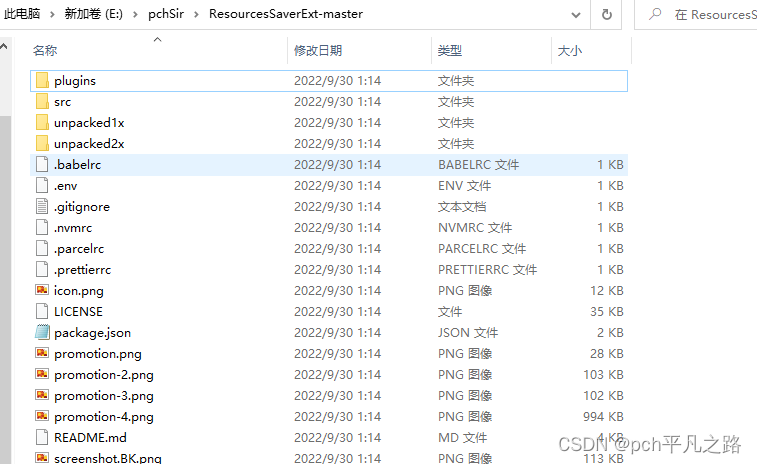 此电脑 > 新加卷 (E:) > pchSir > ResourcesSaverExt-master 在 ResourcesS
名称 修改日期 类型 大小
plugins 2022/9/30 1:14 文件夹
src 2022/9/30 1:14 文件夹
unpacked1x 2022/9/30 1:14 文件夹
unpacked2x 2022/9/30 1:14 文件夹
.babelrc 2022/9/30 1:14 BABELRC 文件 1 KB
.env 2022/9/30 1:14 ENV 文件 1 KB
.gitignore 2022/9/30 1:14 文本文档 1 KB
.nvmrc 2022/9/30 1:14 NVMRC 文件 1 KB
.parcelrc 2022/9/30 1:14 PARCELRC 文件 1 KB
.prettierrc 2022/9/30 1:14 PRETTIERRC 文件 1 KB
icon.png 2022/9/30 1:14 PNG 图像 12 KB
LICENSE 2022/9/30 1:14 文件 35 KB
package.json 2022/9/30 1:14 JSON 文件 2 KB
promotion.png 2022/9/30 1:14 PNG 图像 28 KB
promotion-2.png 2022/9/30 1:14 PNG 图像 103 KB
promotion-3.png 2022/9/30 1:14 PNG 图像 102 KB
promotion-4.png 2022/9/30 1:14 PNG 图像 994 KB
README.md 2022/9/30 1:14 MD 文件 4 KB
CSDN @pch平凡之路
screenshot.BK.png 2022/9/30 1:14 PNG 图像 113 KB